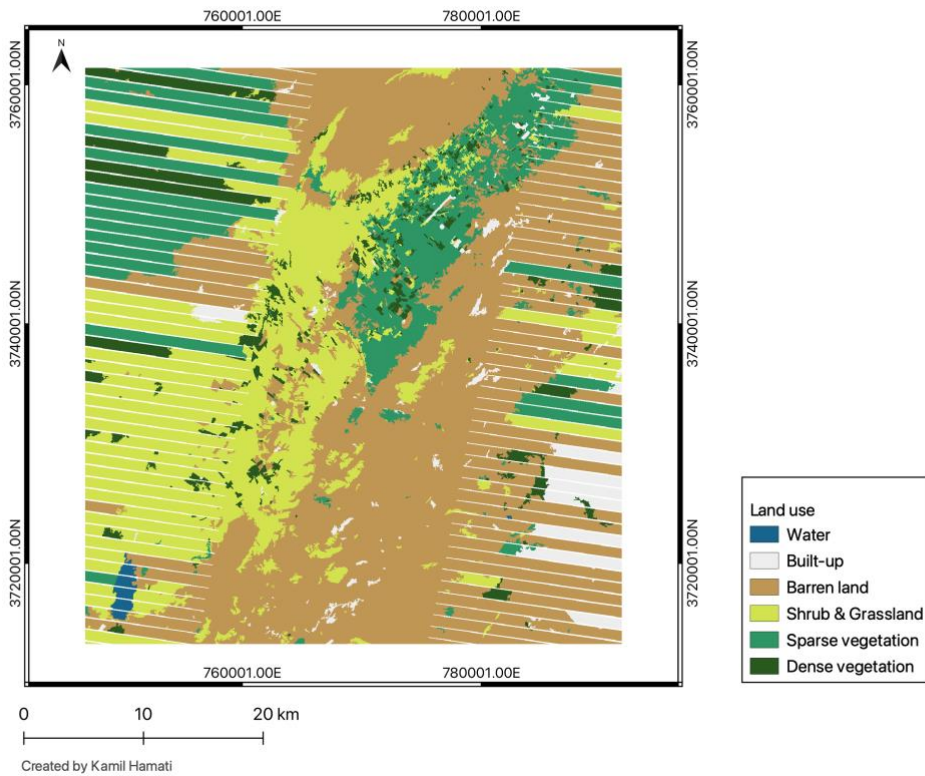 760001.00E 780001.00E
N
3760001.00N 3760001.00N
3740001.00N 3740001.00N
3720001.00N 3720001.00N
Land use
Water
Built-up
Barren land
Shrub & Grassland
Sparse vegetation
Dense vegetation
760001.00E 780001.00E
0 10 20 km
Created by Kamil Hamati